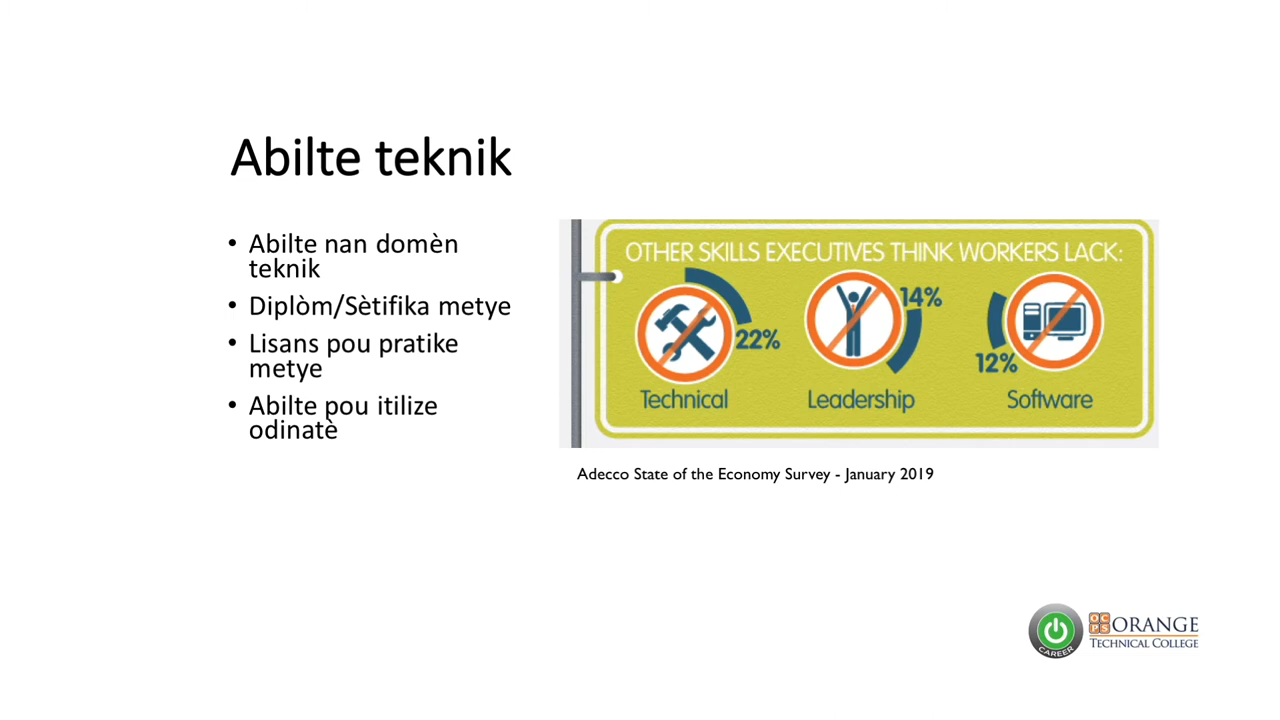 Abilte teknik
• Abilte nan domèn
teknik
• Diplòm/Sètifika metye
• Lisans pou pratike
metye
• Abilte pou itilize
odinatè
OTHER SKILLS EXECUTIVES THINK WORKERS LACK:
22%
14%
12%
Technical
Leadership
Software
Adecco State of the Economy Survey - January 2019
CAREER
OCPS
ORANGE
TECHNICAL COLLEGE